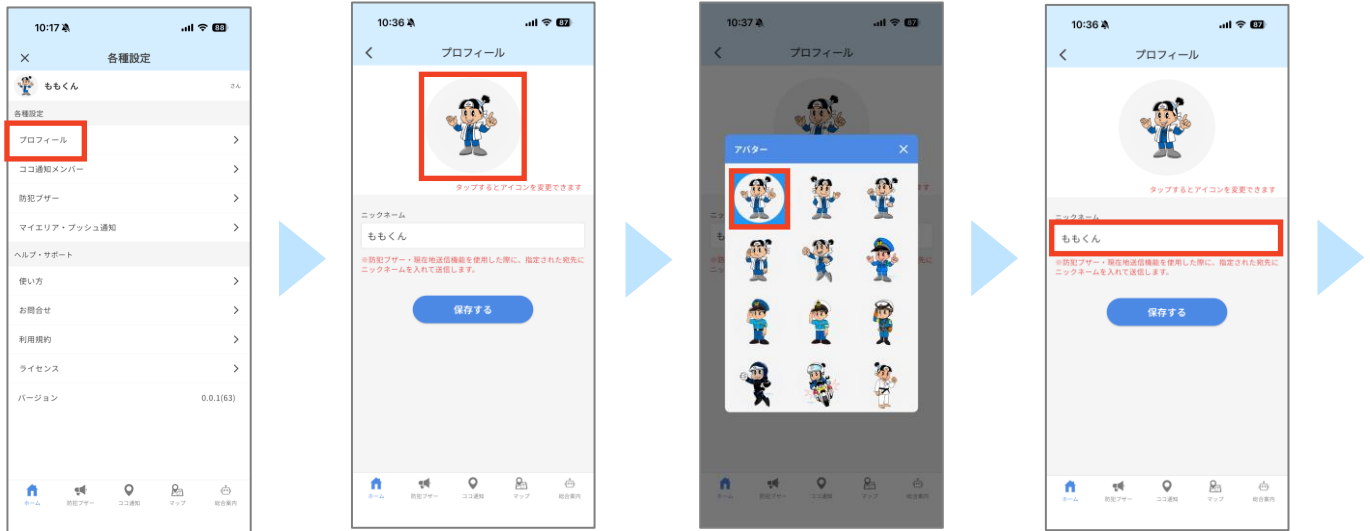 10:17
88
各種設定
ももくん
さん
各種設定
プロフィール
ココ通知メンバー
防犯ブザー
マイエリア・プッシュ通知
ヘルプ・サポート
使い方
お問合せ
利用規約
ライセンス
バージョン 0.0.1(63)
ホーム 防犯ブザー ココ通知 マップ 総合案内
10:36
87
プロフィール
タップするとアイコンを変更できます
ニックネーム
ももくん
※防犯ブザー・現在地送信機能を使用した際に、指定された宛先に
ニックネームを入れて送信します。
保存する
ホーム 防犯ブザー ココ通知 マップ 総合案内
10:37
87
プロフィール
アバター
ホーム 防犯ブザー ココ通知 マップ 総合案内
10:36
87
プロフィール
タップするとアイコンを変更できます
ニックネーム
ももくん
※防犯ブザー・現在地送信機能を使用した際に、指定された宛先に
ニックネームを入れて送信します。
保存する
ホーム 防犯ブザー ココ通知 マップ 総合案内